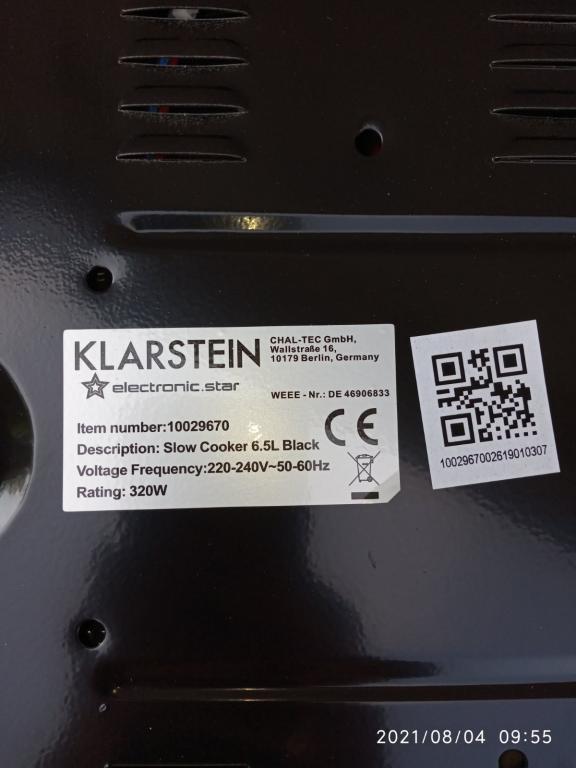 KLARSTEIN
CHAL-TEC GmbH,
Wallstraße 16,
10179 Berlin, Germany
electronic.star
WEEE - Nr.: DE 46906833
Item number:10029670
Description: Slow Cooker 6.5L Black
Voltage Frequency:220-240V~50-60Hz
Rating: 320W
CE
1002967002619010307
2021/08/04 09:55